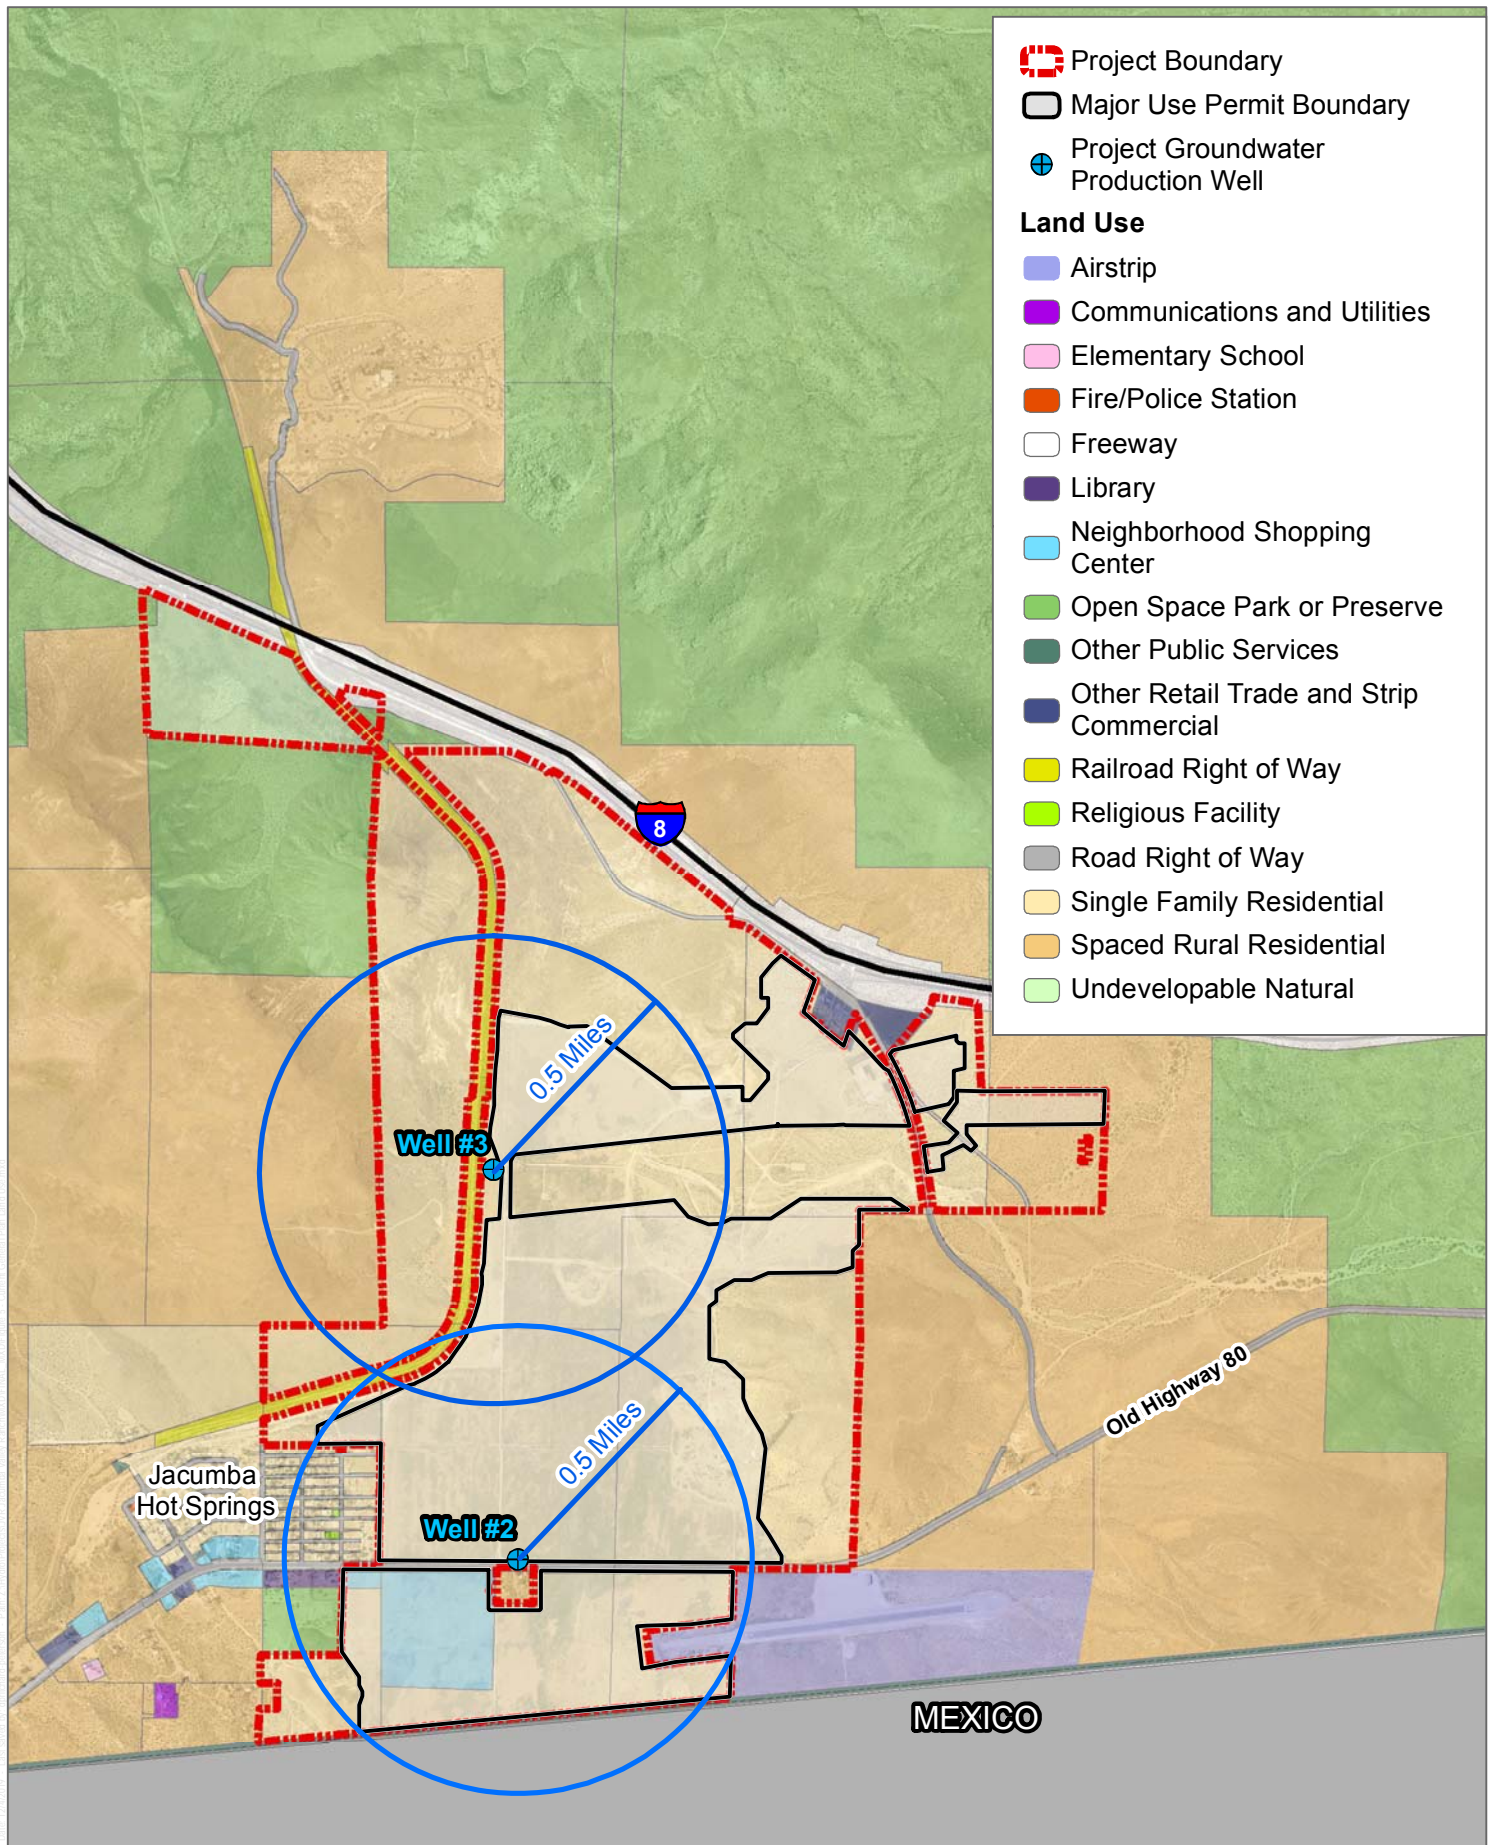 Project Boundary
Major Use Permit Boundary
Project Groundwater
Production Well
Land Use
Airstrip
Communications and Utilities
Elementary School
Fire/Police Station
Freeway
Library
Neighborhood Shopping
Center
Open Space Park or Preserve
Other Public Services
Other Retail Trade and Strip
Commercial
Railroad Right of Way
Religious Facility
Road Right of Way
Single Family Residential
Spaced Rural Residential
Undevelopable Natural
8
0.5 Miles
Well #3
Old Highway 80
0.5 Miles
Jacumba
Hot Springs
Well #2
MEXICO